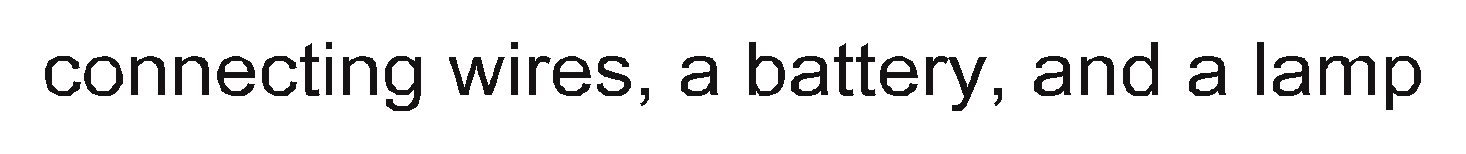 connecting wires, a battery, and a lamp